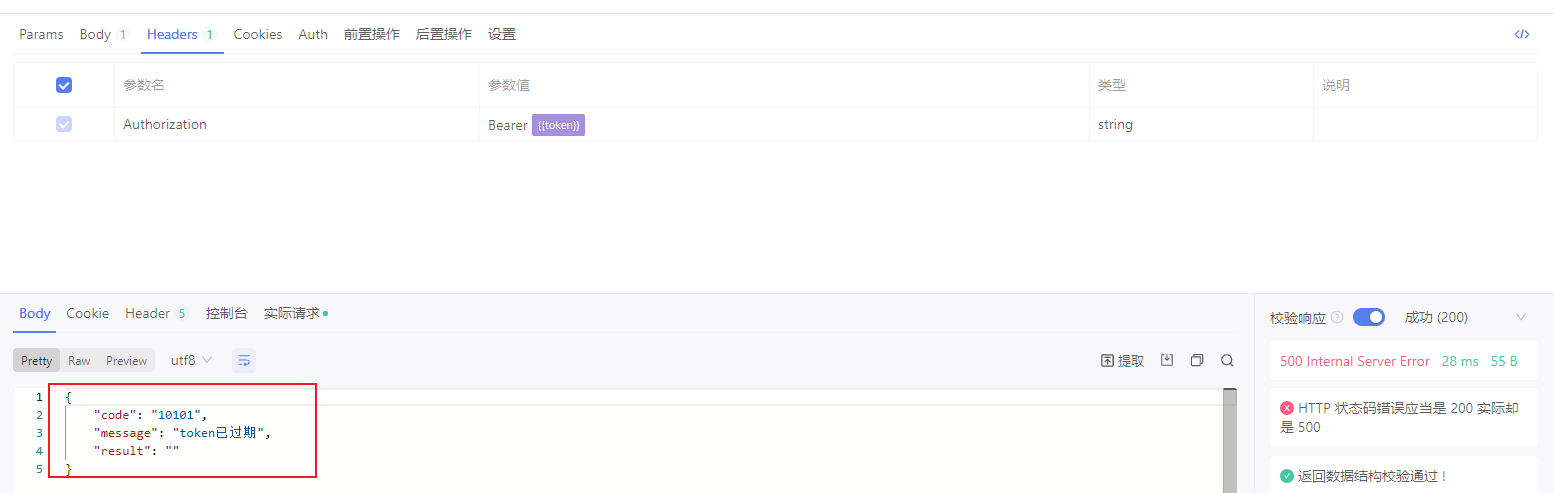 Params Body 1 Headers 1 Cookies Auth 前置操作 后置操作 设置 </>
参数名 参数值 类型 说明
Authorization Bearer {{token}} string
Body Cookie Header 5 控制台 实际请求
校验响应 ? 成功 (200)
Pretty Raw Preview utf8 提取
500 Internal Server Error 28 ms 55 B
1 {
2 "code": "10101",
3 "message": "token已过期",
4 "result": ""
5 }
HTTP 状态码错误应当是 200 实际却
是 500
返回数据结构校验通过!